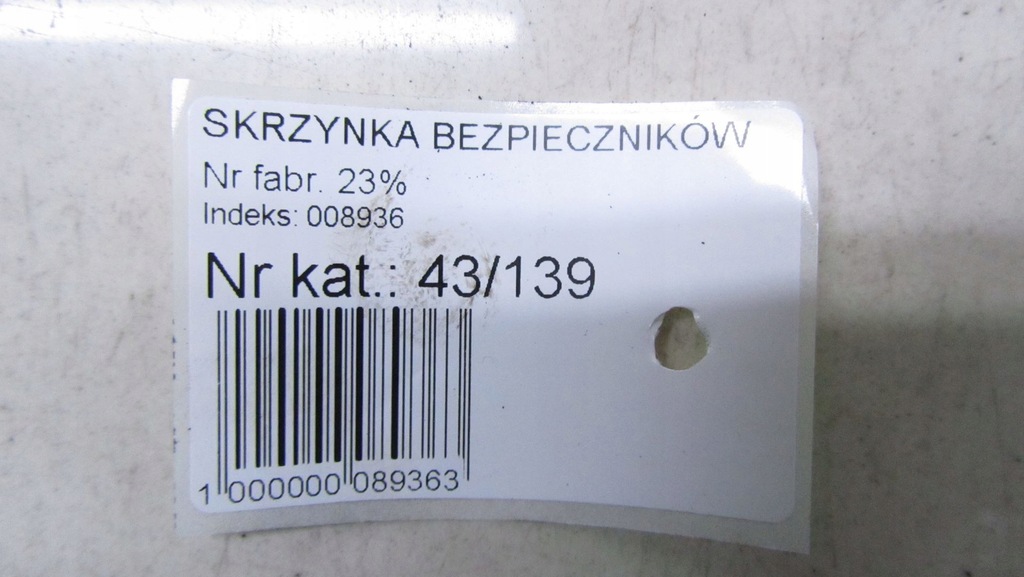 SKRZYNKA BEZPIECZNIKÓW
Nr fabr. 23%
Indeks: 008936
Nr kat.: 43/139
1 000000 089363